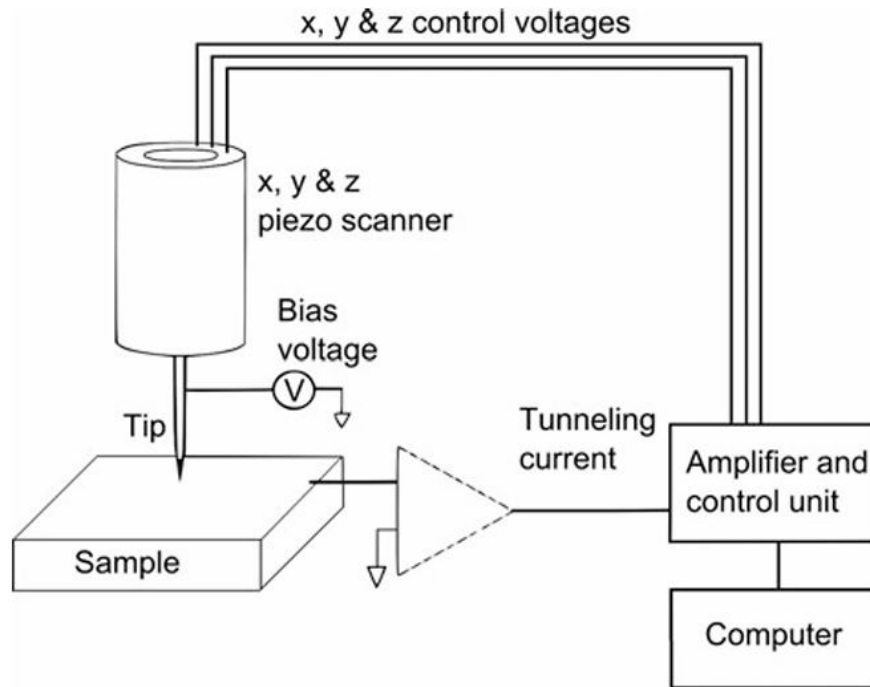 x, y & z control voltages
x, y & z
piezo scanner
Bias
voltage
V
Tip
Tunneling
current
Amplifier and
control unit
Sample
Computer